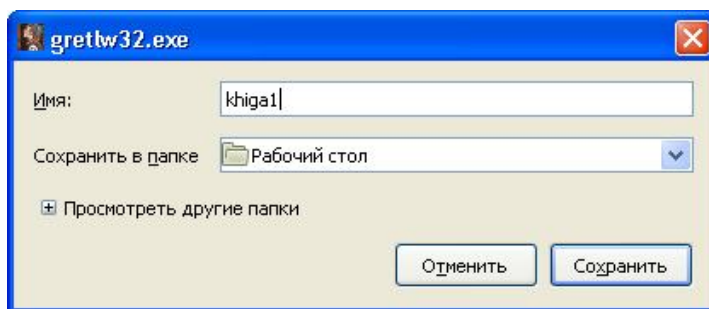 gretlw32.exe
Имя: khiga1
Сохранить в папке Рабочий стол
Просмотреть другие папки
Отменить Сохранить